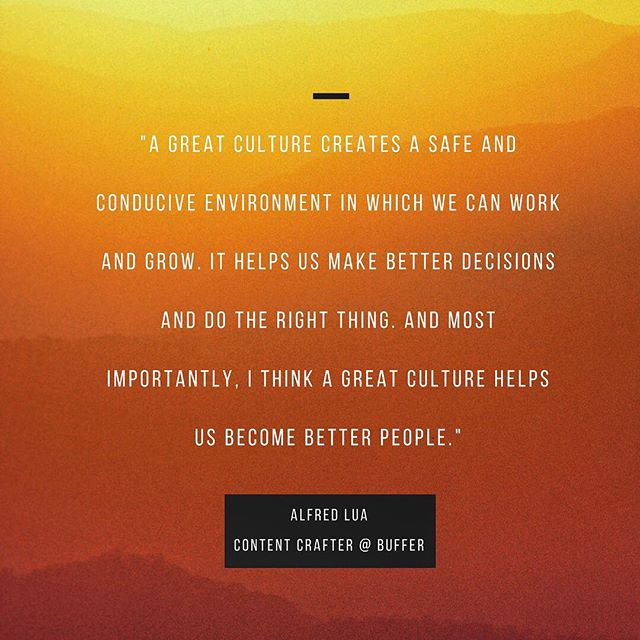 "A GREAT CULTURE CREATES A SAFE AND
CONDUCIVE ENVIRONMENT IN WHICH WE CAN WORK
AND GROW. IT HELPS US MAKE BETTER DECISIONS
AND DO THE RIGHT THING. AND MOST
IMPORTANTLY, I THINK A GREAT CULTURE HELPS
US BECOME BETTER PEOPLE."
ALFRED LUA
CONTENT CRAFTER @ BUFFER